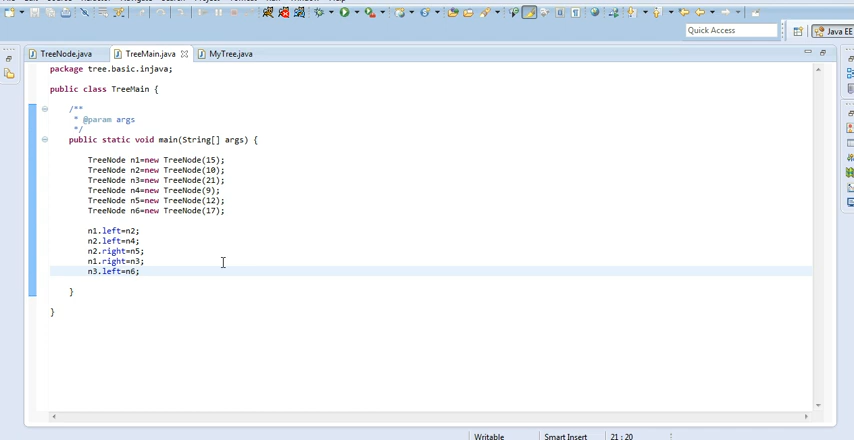 Quick Access
Java EE
TreeNode.java
TreeMain.java
MyTree.java
package tree.basic.injava;
public class TreeMain {
/**
* @param args
*/
public static void main(String[] args) {
TreeNode n1=new TreeNode(15);
TreeNode n2=new TreeNode(10);
TreeNode n3=new TreeNode(21);
TreeNode n4=new TreeNode(9);
TreeNode n5=new TreeNode(12);
TreeNode n6=new TreeNode(17);
n1.left=n2;
n2.left=n4;
n2.right=n5;
n1.right=n3;
n3.left=n6;
}
}
Writable
Smart Insert
21 : 20